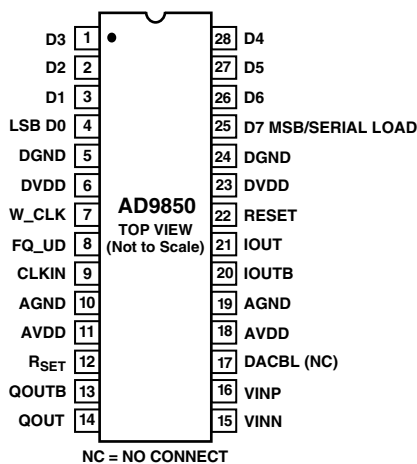 D3 1 28 D4
D2 2 27 D5
D1 3 26 D6
LSB D0 4 25 D7 MSB/SERIAL LOAD
DGND 5 24 DGND
DVDD 6 23 DVDD
W_CLK 7 AD9850 22 RESET
FQ_UD 8 TOP VIEW 21 IOUT
CLKIN 9 (Not to Scale) 20 IOUTB
AGND 10 19 AGND
AVDD 11 18 AVDD
RSET 12 17 DACBL (NC)
QOUTB 13 16 VINP
QOUT 14 15 VINN
NC = NO CONNECT